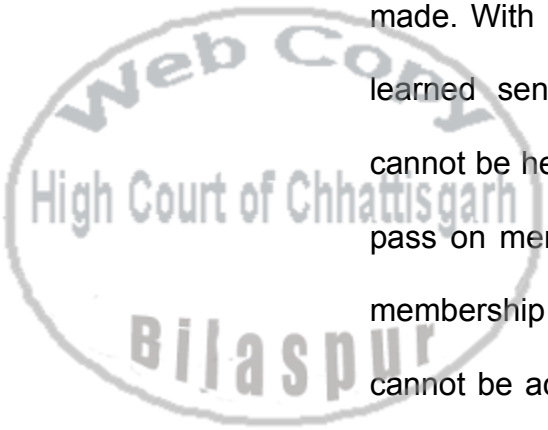 made. With
learned sen
cannot be he
pass on mer
membership
cannot be ac
Web Copy
High Court of Chhattisgarh
Bilaspur